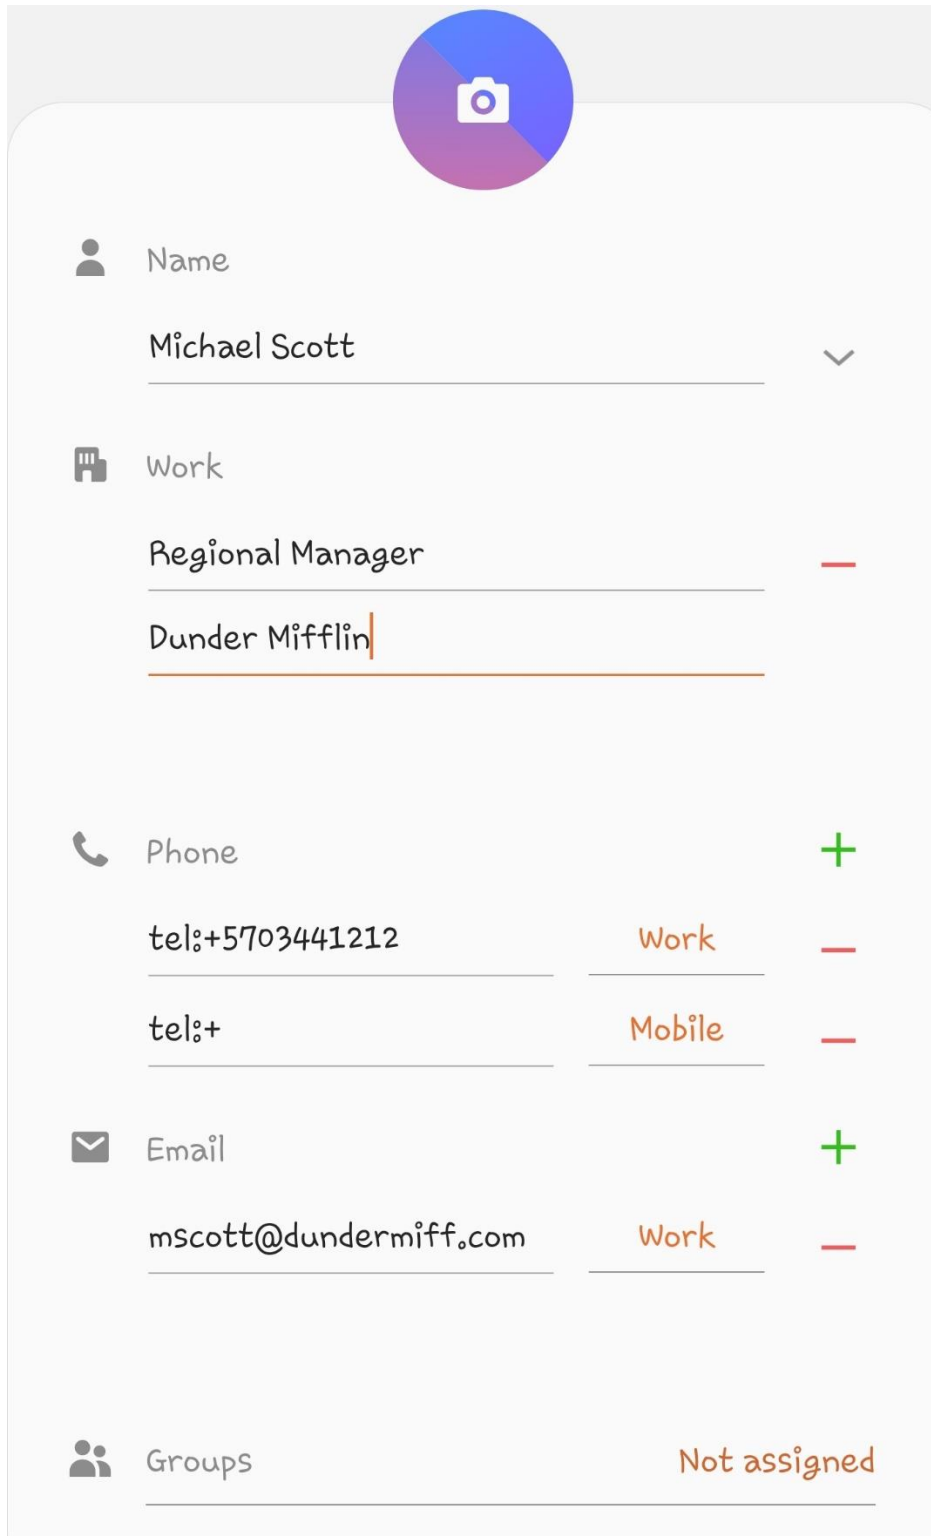 Name
Michael Scott
Work
Regional Manager
Dunder Mifflin
Phone
tel:+5703441212 Work
tel:+ Mobile
Email
mscott@dundermiff.com Work
Groups Not assigned